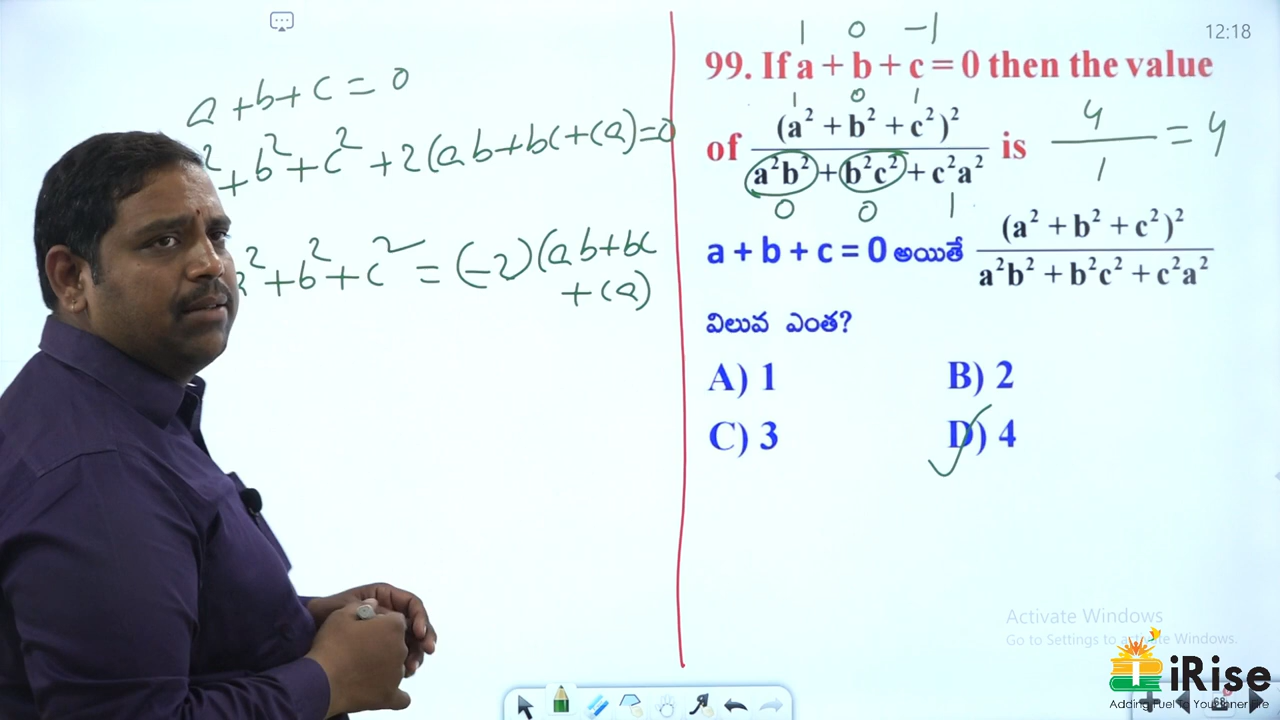 12:18
a+b+c=0
²+b²+c²+2(ab+bc+ca)=0
a²+b²+c²=(-2)(ab+bc
+ca)
1 0 -1
99. If a + b + c = 0 then the value
1 0 1
of (a² + b² + c²)² / a²b² + b²c² + c²a² is 4/1 = 4
0 0 1
a + b + c = 0 అయితే (a² + b² + c²)² / a²b² + b²c² + c²a²
విలువ ఎంత?
A) 1 B) 2
C) 3 D) 4
Activate Windows
Go to Settings to activate Windows.
iRise